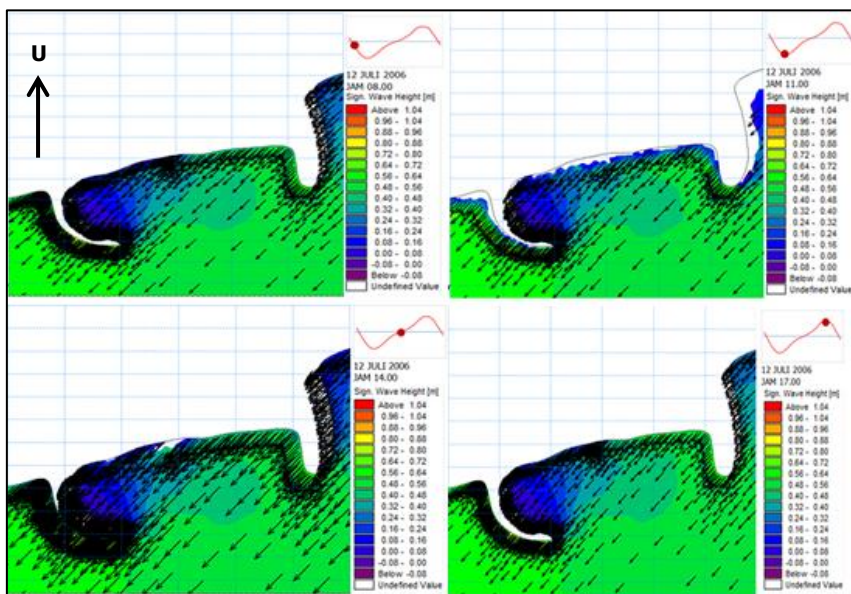 U
12 JULI 2006
JAM 08.00
Sign. Wave Height [m]
Above 1.04
0.96 - 1.04
0.88 - 0.96
0.80 - 0.88
0.72 - 0.80
0.64 - 0.72
0.56 - 0.64
0.48 - 0.56
0.40 - 0.48
0.32 - 0.40
0.24 - 0.32
0.16 - 0.24
0.08 - 0.16
0.00 - 0.08
-0.08 - 0.00
Below -0.08
Undefined Value
12 JULI 2006
JAM 11.00
Sign. Wave Height [m]
Above 1.04
0.96 - 1.04
0.88 - 0.96
0.80 - 0.88
0.72 - 0.80
0.64 - 0.72
0.56 - 0.64
0.48 - 0.56
0.40 - 0.48
0.32 - 0.40
0.24 - 0.32
0.16 - 0.24
0.08 - 0.16
0.00 - 0.08
-0.08 - 0.00
Below -0.08
Undefined Value
12 JULI 2006
JAM 14.00
Sign. Wave Height [m]
Above 1.04
0.96 - 1.04
0.88 - 0.96
0.80 - 0.88
0.72 - 0.80
0.64 - 0.72
0.56 - 0.64
0.48 - 0.56
0.40 - 0.48
0.32 - 0.40
0.24 - 0.32
0.16 - 0.24
0.08 - 0.16
0.00 - 0.08
-0.08 - 0.00
Below -0.08
Undefined Value
12 JULI 2006
JAM 17.00
Sign. Wave Height [m]
Above 1.04
0.96 - 1.04
0.88 - 0.96
0.80 - 0.88
0.72 - 0.80
0.64 - 0.72
0.56 - 0.64
0.48 - 0.56
0.40 - 0.48
0.32 - 0.40
0.24 - 0.32
0.16 - 0.24
0.08 - 0.16
0.00 - 0.08
-0.08 - 0.00
Below -0.08
Undefined Value